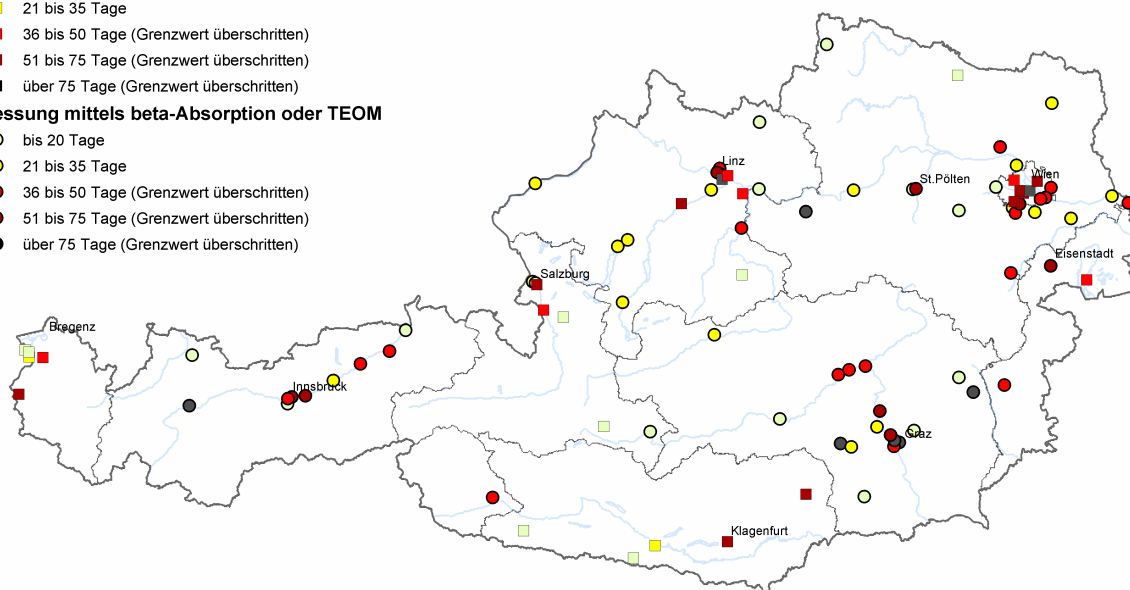 21 bis 35 Tage
36 bis 50 Tage (Grenzwert überschritten)
51 bis 75 Tage (Grenzwert überschritten)
über 75 Tage (Grenzwert überschritten)
essung mittels beta-Absorption oder TEOM
bis 20 Tage
21 bis 35 Tage
36 bis 50 Tage (Grenzwert überschritten)
51 bis 75 Tage (Grenzwert überschritten)
über 75 Tage (Grenzwert überschritten)
Linz
Wien
St.Pölten
Eisenstadt
Salzburg
Bregenz
Innsbruck
Graz
Klagenfurt